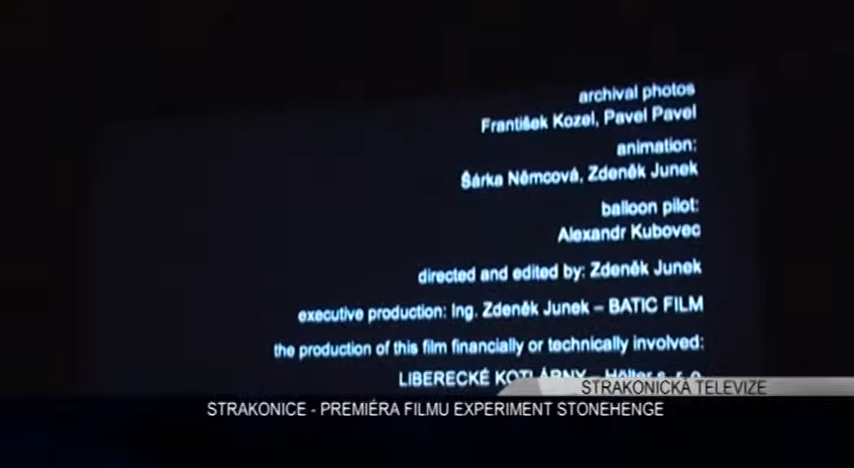 archival photos
František Kozel, Pavel Pavel
animation:
Šárka Němcová, Zdeněk Junek
balloon pilot:
Alexandr Kubovec
directed and edited by: Zdeněk Junek
executive production: Ing. Zdeněk Junek – BATIC FILM
the production of this film financially or technically involved:
LIBERECKÉ KOTLÁRNY – Hölter s. r. o.
STRAKONICKÁ TELEVIZE
STRAKONICE - PREMIÉRA FILMU EXPERIMENT STONEHENGE